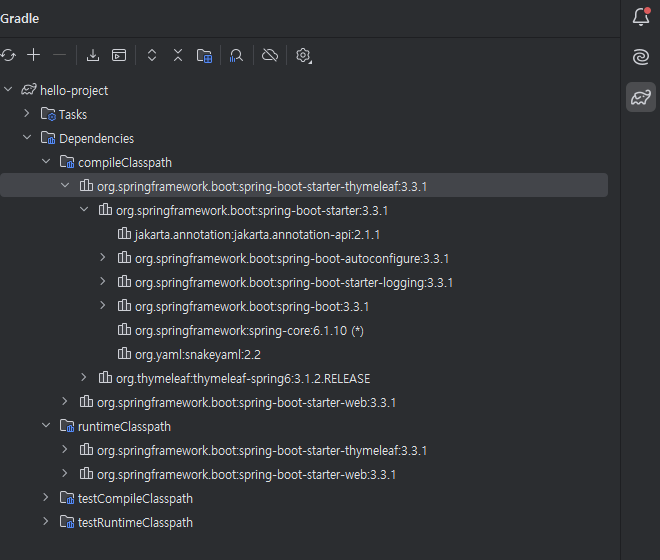 Gradle
hello-project
Tasks
Dependencies
compileClasspath
org.springframework.boot:spring-boot-starter-thymeleaf:3.3.1
org.springframework.boot:spring-boot-starter:3.3.1
jakarta.annotation:jakarta.annotation-api:2.1.1
org.springframework.boot:spring-boot-autoconfigure:3.3.1
org.springframework.boot:spring-boot-starter-logging:3.3.1
org.springframework.boot:spring-boot:3.3.1
org.springframework:spring-core:6.1.10 (*)
org.yaml:snakeyaml:2.2
org.thymeleaf:thymeleaf-spring6:3.1.2.RELEASE
org.springframework.boot:spring-boot-starter-web:3.3.1
runtimeClasspath
org.springframework.boot:spring-boot-starter-thymeleaf:3.3.1
org.springframework.boot:spring-boot-starter-web:3.3.1
testCompileClasspath
testRuntimeClasspath